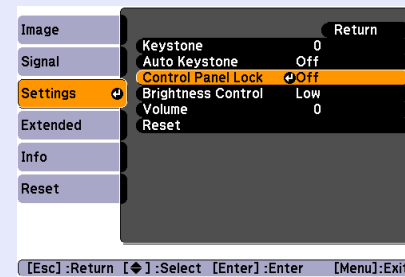 Image
Signal
Settings
Extended
Info
Reset
Return
Keystone 0
Auto Keystone Off
Control Panel Lock Off
Brightness Control Low
Volume 0
Reset
[Esc] :Return [◆] :Select [Enter] :Enter [Menu]:Exit